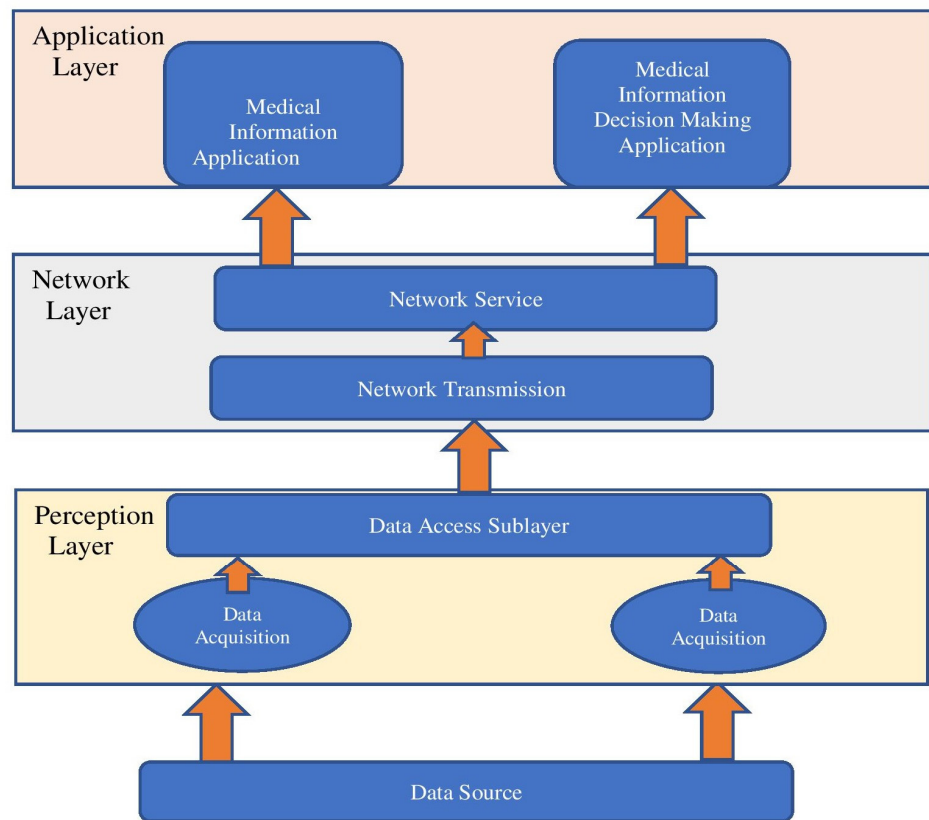 Application
Layer
Medical
Information
Application
Medical
Information
Decision Making
Application
Network
Layer
Network Service
Network Transmission
Perception
Layer
Data Access Sublayer
Data
Acquisition
Data
Acquisition
Data Source